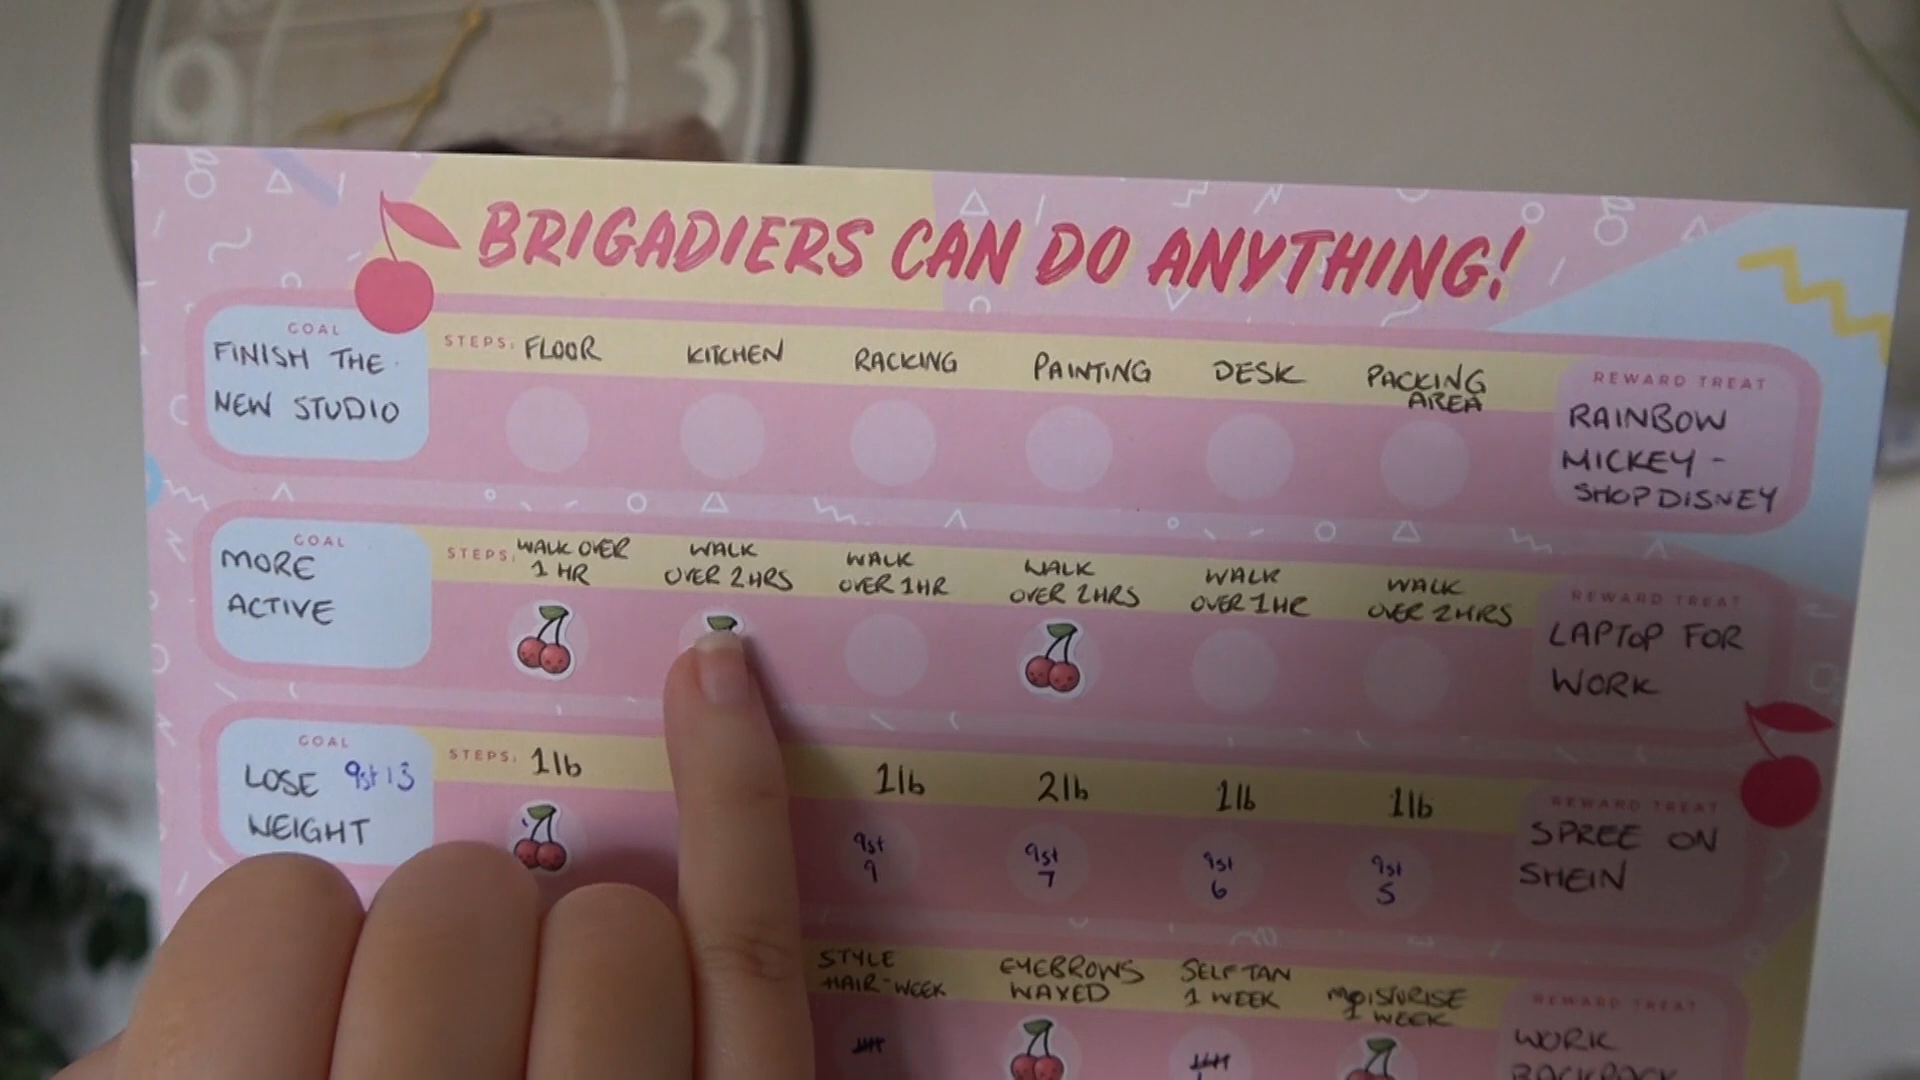 3
BRIGADIERS CAN DO ANYTHING!
GOAL
FINISH THE
NEW STUDIO
STEPS: FLOOR KITCHEN RACKING PAINTING DESK PACKING
AREA
REWARD TREAT
RAINBOW
MICKEY -
SHOPDISNEY
GOAL
MORE
ACTIVE
STEPS: WALK OVER
1 HR
WALK
OVER 2HRS
WALK
OVER 1HR
WALK
OVER 2HRS
WALK
OVER 1HR
WALK
OVER 2HRS
REWARD TREAT
LAPTOP FOR
WORK
GOAL
LOSE 9st 13
WEIGHT
STEPS: 1lb 1lb 2lb 1lb 1lb
9st
9
9st
7
9st
6
9st
5
REWARD TREAT
SPREE ON
SHEIN
STYLE
HAIR-WEEK
EYEBROWS
WAXED
SELF TAN
1 WEEK
MOISTURISE
1 WEEK
REWARD TREAT
WORK
BACKPACK